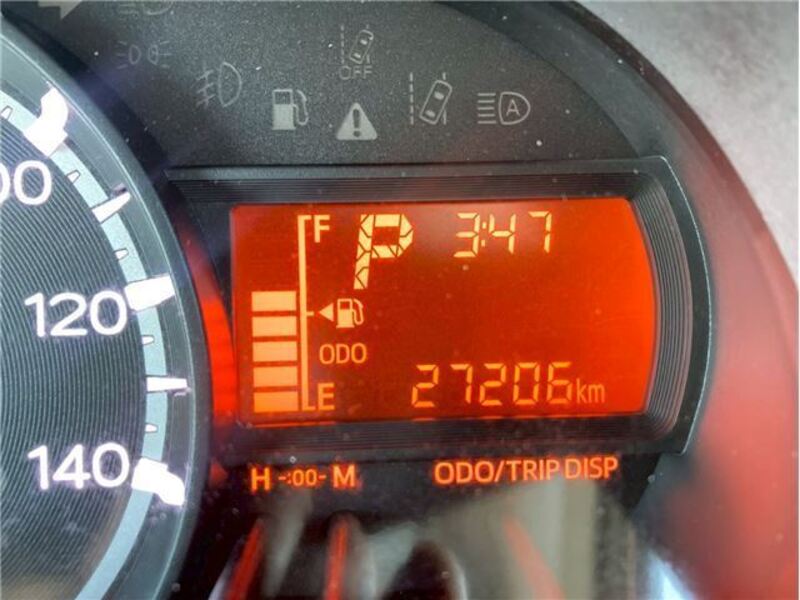 OFF
A
00
F
P
3:47
120
ODO
E
27206km
140
H -:00- M
ODO/TRIP DISP